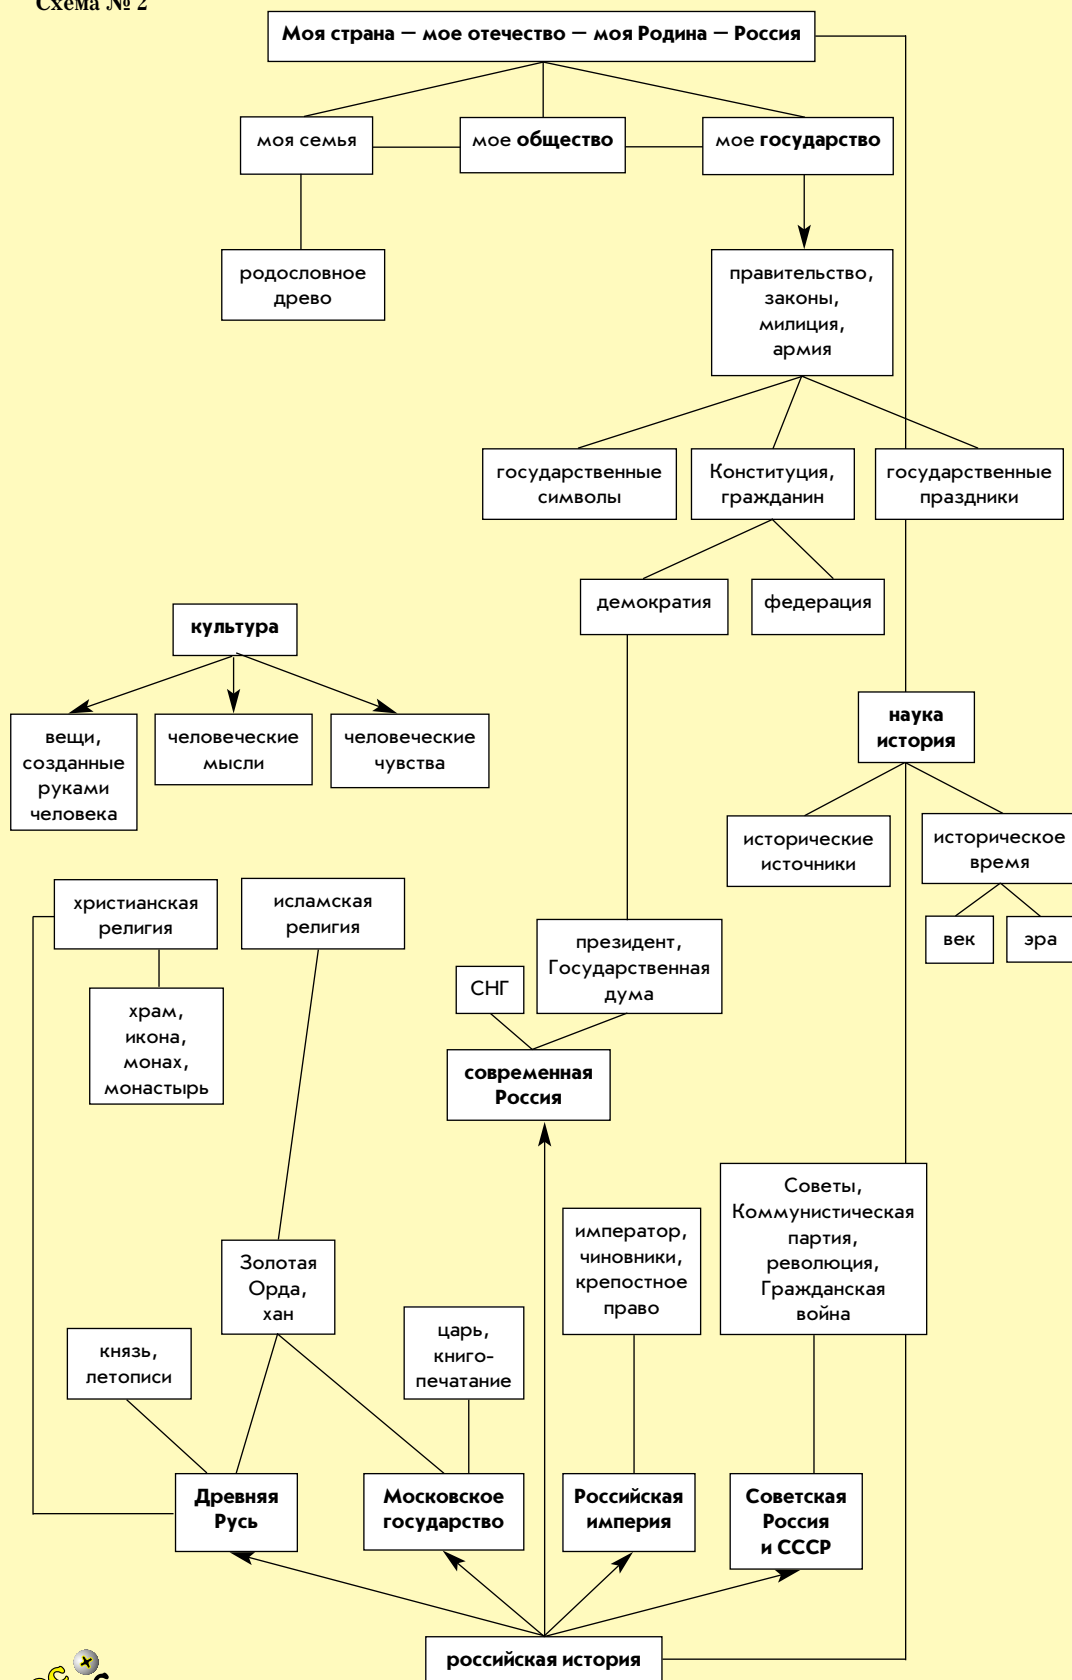 Схема № 2
Моя страна — мое отечество — моя Родина — Россия
моя семья
мое общество
мое государство
родословное
древо
правительство,
законы,
милиция,
армия
государственные
символы
Конституция,
гражданин
государственные
праздники
демократия
федерация
культура
вещи,
созданные
руками
человека
человеческие
мысли
человеческие
чувства
наука
история
исторические
источники
историческое
время
век
эра
христианская
религия
исламская
религия
храм,
икона,
монах,
монастырь
СНГ
президент,
Государственная
дума
современная
Россия
Советы,
Коммунистическая
партия,
революция,
Гражданская
война
император,
чиновники,
крепостное
право
Золотая
Орда,
хан
царь,
книго-
печатание
князь,
летописи
Древняя
Русь
Московское
государство
Российская
империя
Советская
Россия
и СССР
российская история